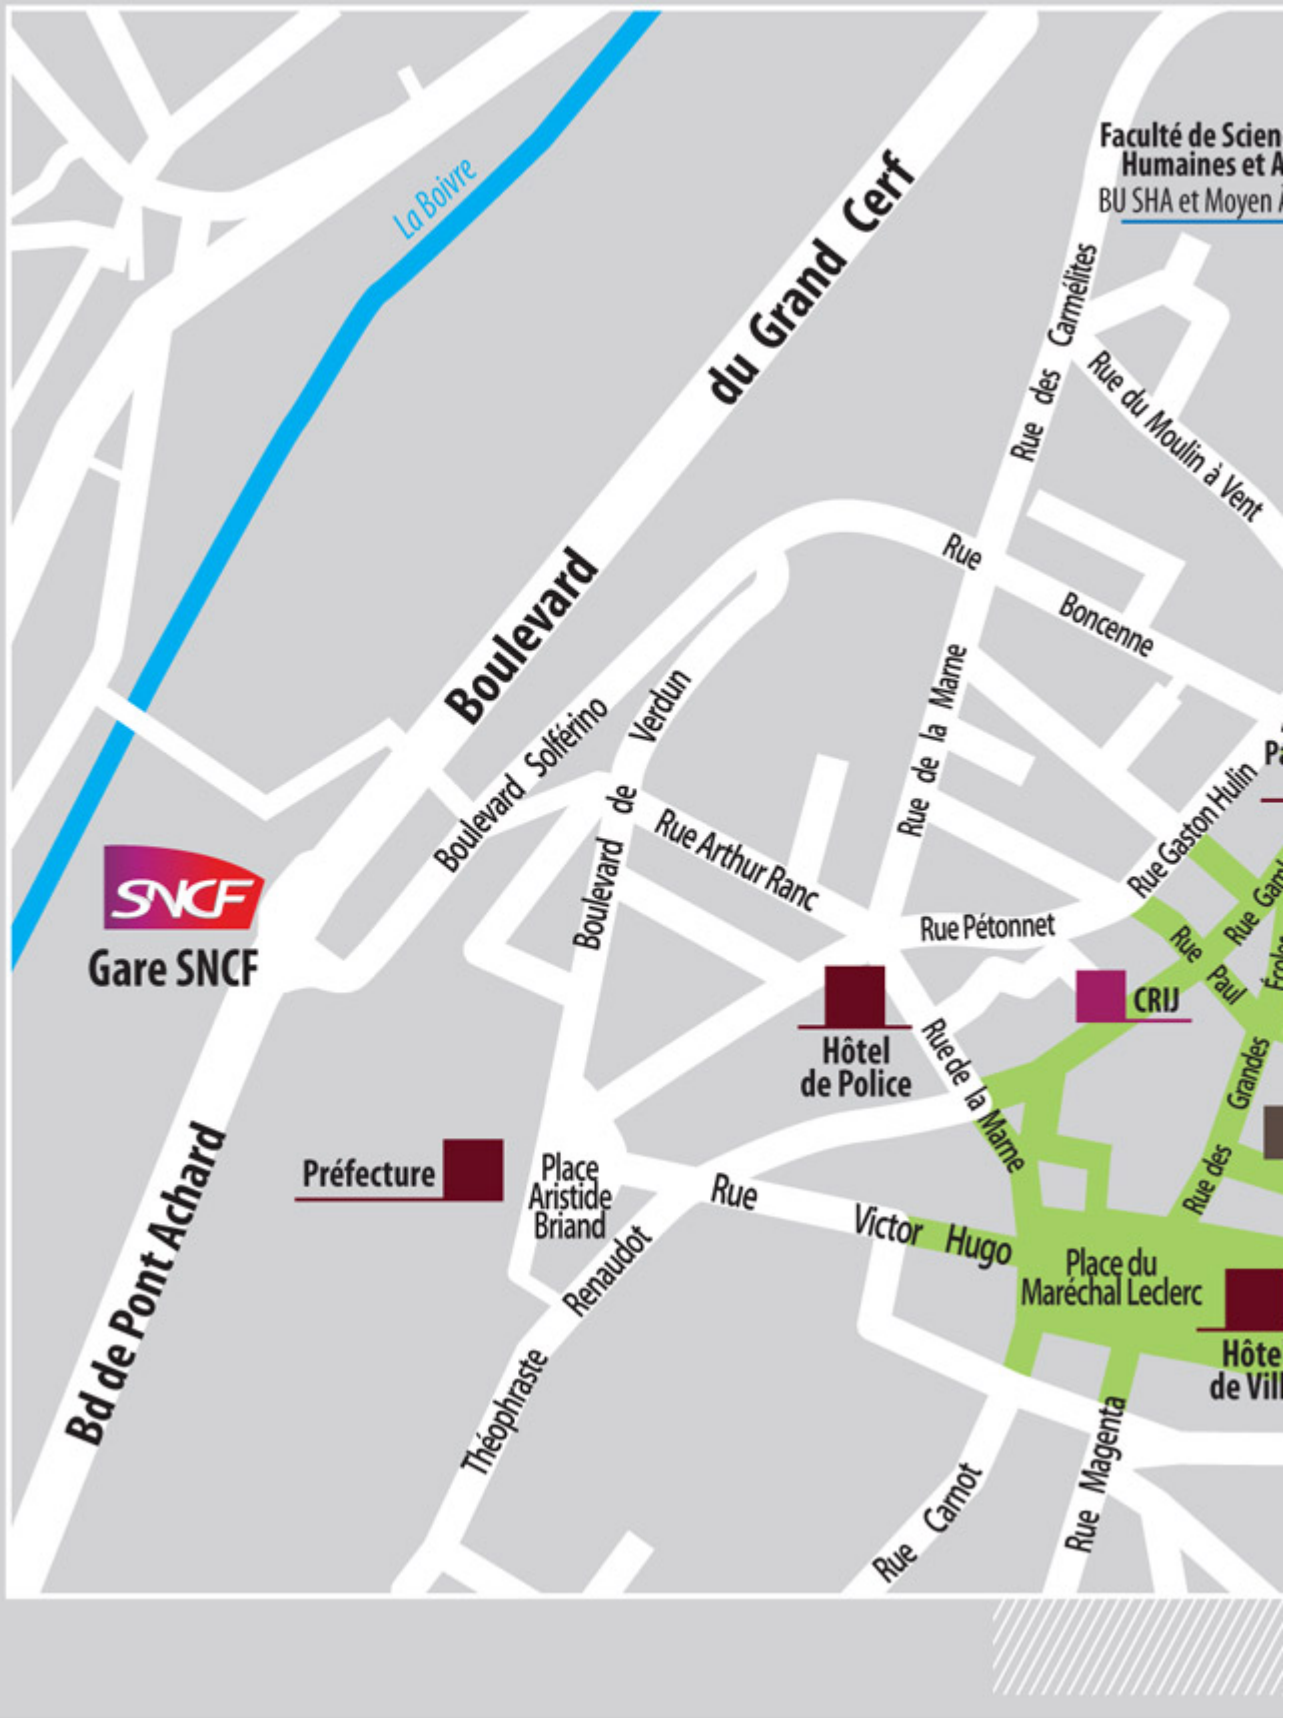 La Boivre
Faculté de Scien
Humaines et A
BU SHA et Moyen
Boulevard du Grand Cerf
Rue des Carmélites
Rue du Moulin à Vent
Rue Boncenne
Boulevard Solférino
Boulevard de Verdun
Rue de la Marne
Rue Arthur Ranc
Rue Gaston Hulin
Rue Pétonnet
SNCF
Gare SNCF
Rue Paul
CRIJ
Hôtel
de Police
Rue de la Marne
Rue des Grandes
Bd de Pont Achard
Préfecture
Place
Aristide
Briand
Rue Victor Hugo
Théophraste Renaudot
Place du
Maréchal Leclerc
Hôte
de Vill
Rue Carnot
Rue Magenta